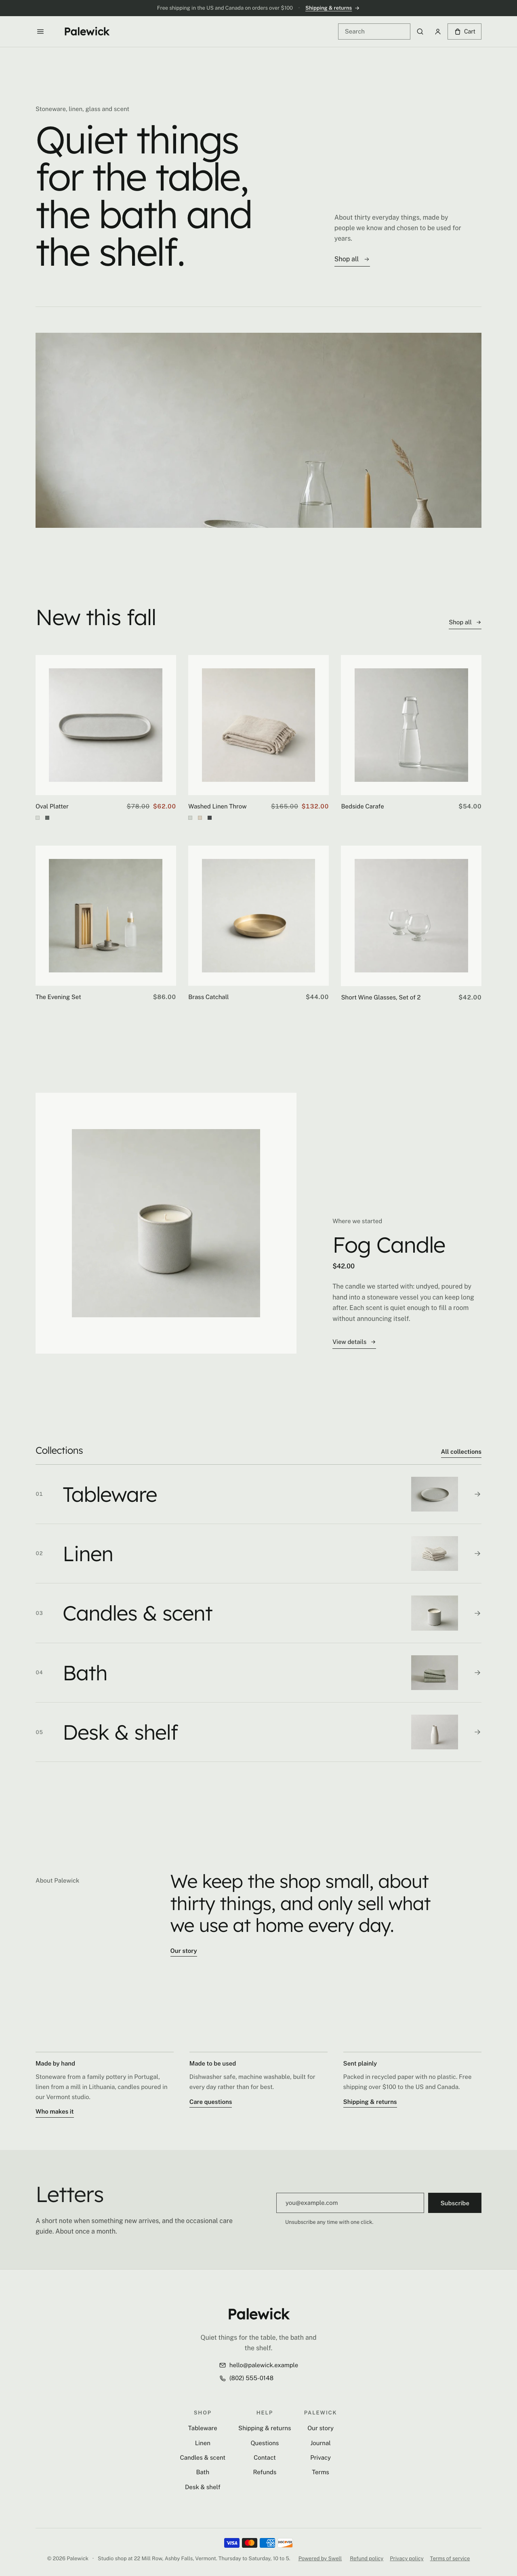 Free shipping in the US and Canada on orders over $100 · Shipping & returns →
Palewick
Search
Cart
Stoneware, linen, glass and scent
Quiet things
for the table,
the bath and
the shelf.
About thirty everyday things, made by
people we know and chosen to be used for
years.
Shop all →
New this fall
Shop all →
Oval Platter $78.00 $62.00
Washed Linen Throw $165.00 $132.00
Bedside Carafe $54.00
The Evening Set $86.00
Brass Catchall $44.00
Short Wine Glasses, Set of 2 $42.00
Where we started
Fog Candle
$42.00
The candle we started with: undyed, poured by
hand into a stoneware vessel you can keep long
after. Each scent is quiet enough to fill a room
without announcing itself.
View details →
Collections
All collections
01 Tableware →
02 Linen →
03 Candles & scent →
04 Bath →
05 Desk & shelf →
About Palewick
We keep the shop small, about
thirty things, and only sell what
we use at home every day.
Our story
Made by hand
Stoneware from a family pottery in Portugal,
linen from a mill in Lithuania, candles poured in
our Vermont studio.
Who makes it
Made to be used
Dishwasher safe, machine washable, built for
every day rather than for best.
Care questions
Sent plainly
Packed in recycled paper with no plastic. Free
shipping over $100 to the US and Canada.
Shipping & returns
Letters
A short note when something new arrives, and the occasional care
guide. About once a month.
you@example.com
Subscribe
Unsubscribe any time with one click.
Palewick
Quiet things for the table, the bath and
the shelf.
hello@palewick.example
(802) 555-0148
SHOP
Tableware
Linen
Candles & scent
Bath
Desk & shelf
HELP
Shipping & returns
Questions
Contact
Refunds
PALEWICK
Our story
Journal
Privacy
Terms
VISA
DISCOVER
© 2026 Palewick · Studio shop at 22 Mill Row, Ashby Falls, Vermont. Thursday to Saturday, 10 to 5. Powered by Swell Refund policy Privacy policy Terms of service